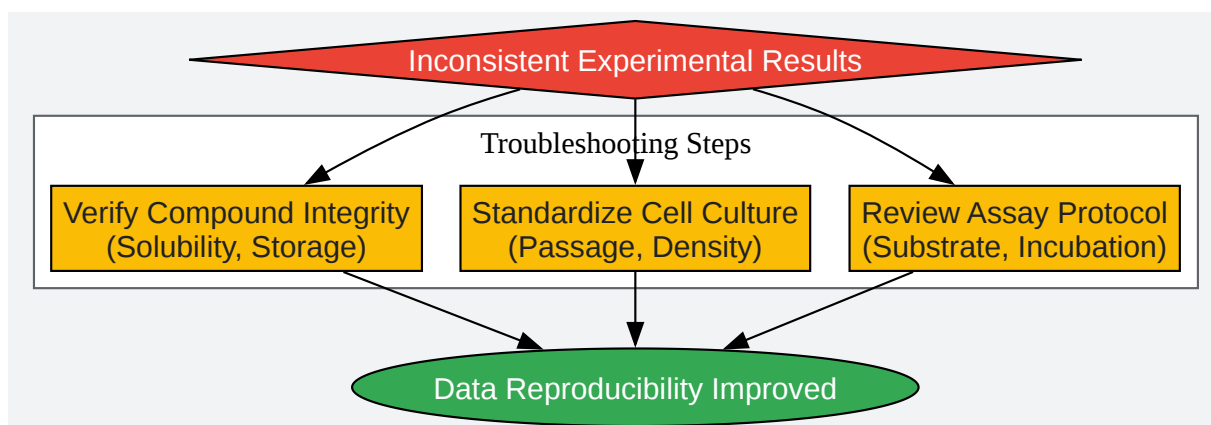 Inconsistent Experimental Results
Troubleshooting Steps
Verify Compound Integrity
(Solubility, Storage)
Standardize Cell Culture
(Passage, Density)
Review Assay Protocol
(Substrate, Incubation)
Data Reproducibility Improved